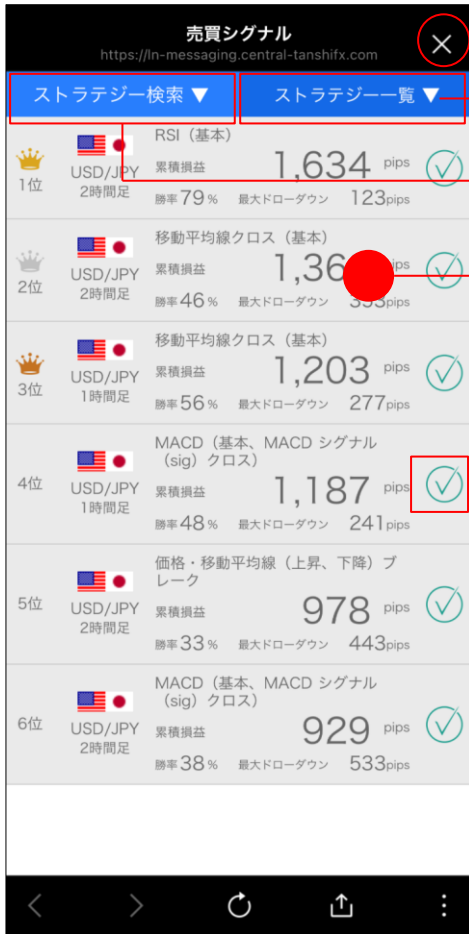 売買シグナル
https://ln-messaging.central-tanshifx.com
ストラテジー検索 ▼ ストラテジー一覧 ▼
RSI（基本）
1位 USD/JPY 2時間足 累積損益 1,634 pips
勝率 79 % 最大ドローダウン 123pips
移動平均線クロス（基本）
2位 USD/JPY 2時間足 累積損益 1,36 pips
勝率 46 % 最大ドローダウン pips
移動平均線クロス（基本）
3位 USD/JPY 1時間足 累積損益 1,203 pips
勝率 56 % 最大ドローダウン 277pips
MACD（基本、MACD シグナル
（sig）クロス）
4位 USD/JPY 1時間足 累積損益 1,187 pips
勝率 48 % 最大ドローダウン 241pips
価格・移動平均線（上昇、下降）ブ
レーク
5位 USD/JPY 2時間足 累積損益 978 pips
勝率 33 % 最大ドローダウン 443pips
MACD（基本、MACD シグナル
（sig）クロス）
6位 USD/JPY 2時間足 累積損益 929 pips
勝率 38 % 最大ドローダウン 533pips